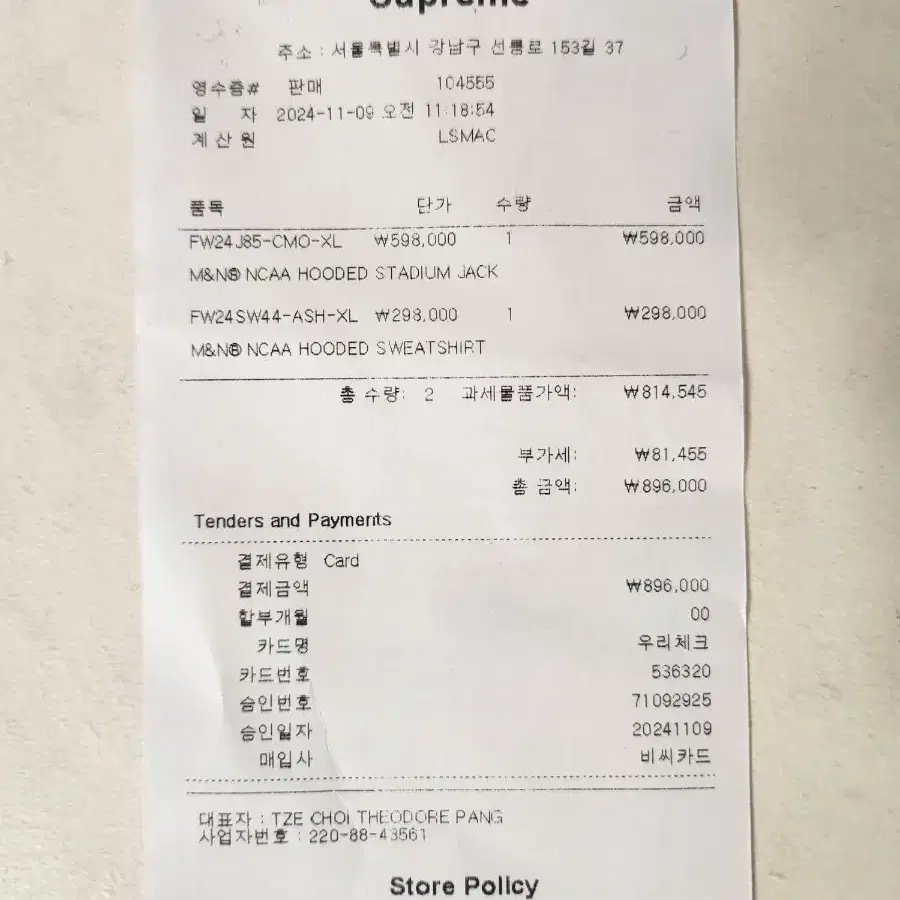 Supreme
주소 : 서울특별시 강남구 선릉로 153길 37
영수증# 판매 104555
일 자 2024-11-09 오전 11:18:54
계 산 원 LSMAC
품목 단가 수량 금액
FW24J85-CMO-XL ₩598,000 1 ₩598,000
M&N® NCAA HOODED STADIUM JACK
FW24SW44-ASH-XL ₩298,000 1 ₩298,000
M&N® NCAA HOODED SWEATSHIRT
총 수량: 2 과세물품가액: ₩814,545
부가세: ₩81,455
총 금액: ₩896,000
Tenders and Payments
결제유형 Card
결제금액 ₩896,000
할부개월 00
카드명 우리체크
카드번호 536320
승인번호 71092925
승인일자 20241109
매입사 비씨카드
대표자 : TZE CHOI THEODORE PANG
사업자번호 : 220-88-43561
Store Policy